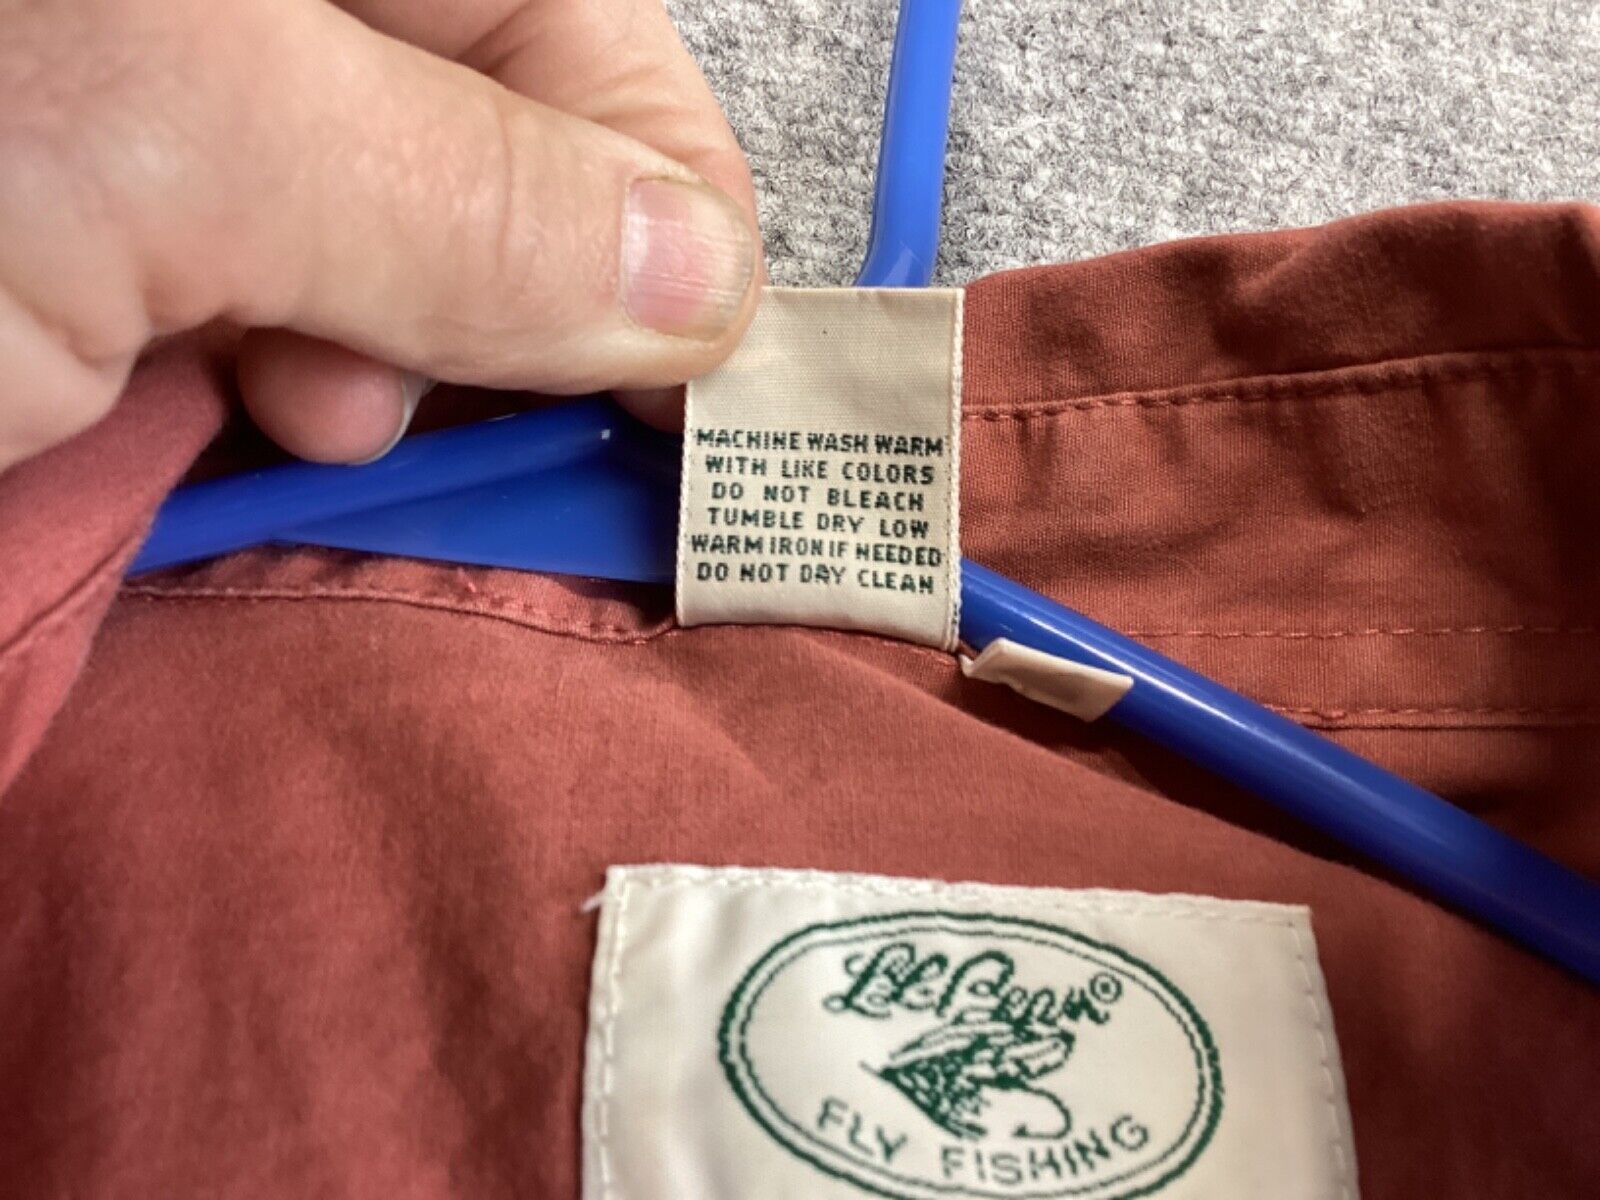 MACHINE WASH WARM
WITH LIKE COLORS
DO NOT BLEACH
TUMBLE DRY LOW
WARM IRON IF NEEDED
DO NOT DRY CLEAN
L.L.Bean®
FLY FISHING